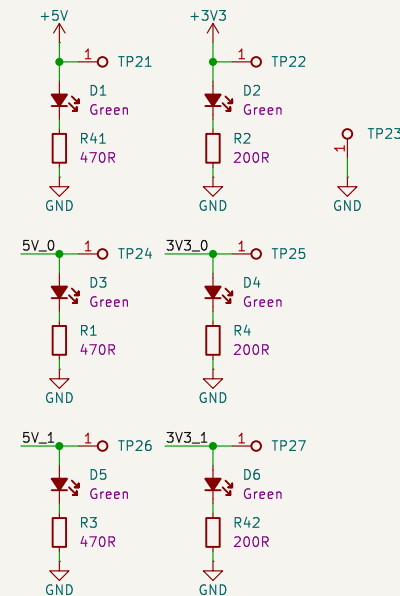 +5V
+3V3
1 TP21
1 TP22
D1
Green
D2
Green
R41
470R
R2
200R
1 TP23
GND
GND
GND
5V_0 1 TP24
3V3_0 1 TP25
D3
Green
D4
Green
R1
470R
R4
200R
GND
GND
5V_1 1 TP26
3V3_1 1 TP27
D5
Green
D6
Green
R3
470R
R42
200R
GND
GND